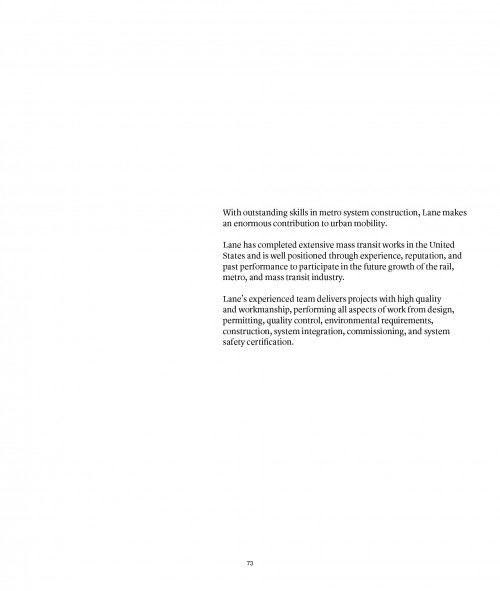 With outstanding skills in metro system construction, Lane makes
an enormous contribution to urban mobility.
Lane has completed extensive mass transit works in the United
States and is well positioned through experience, reputation, and
past performance to participate in the future growth of the rail,
metro, and mass transit industry.
Lane's experienced team delivers projects with high quality
and workmanship, performing all aspects of work from design,
permitting, quality control, environmental requirements,
construction, system integration, commissioning, and system
safety certification.
73